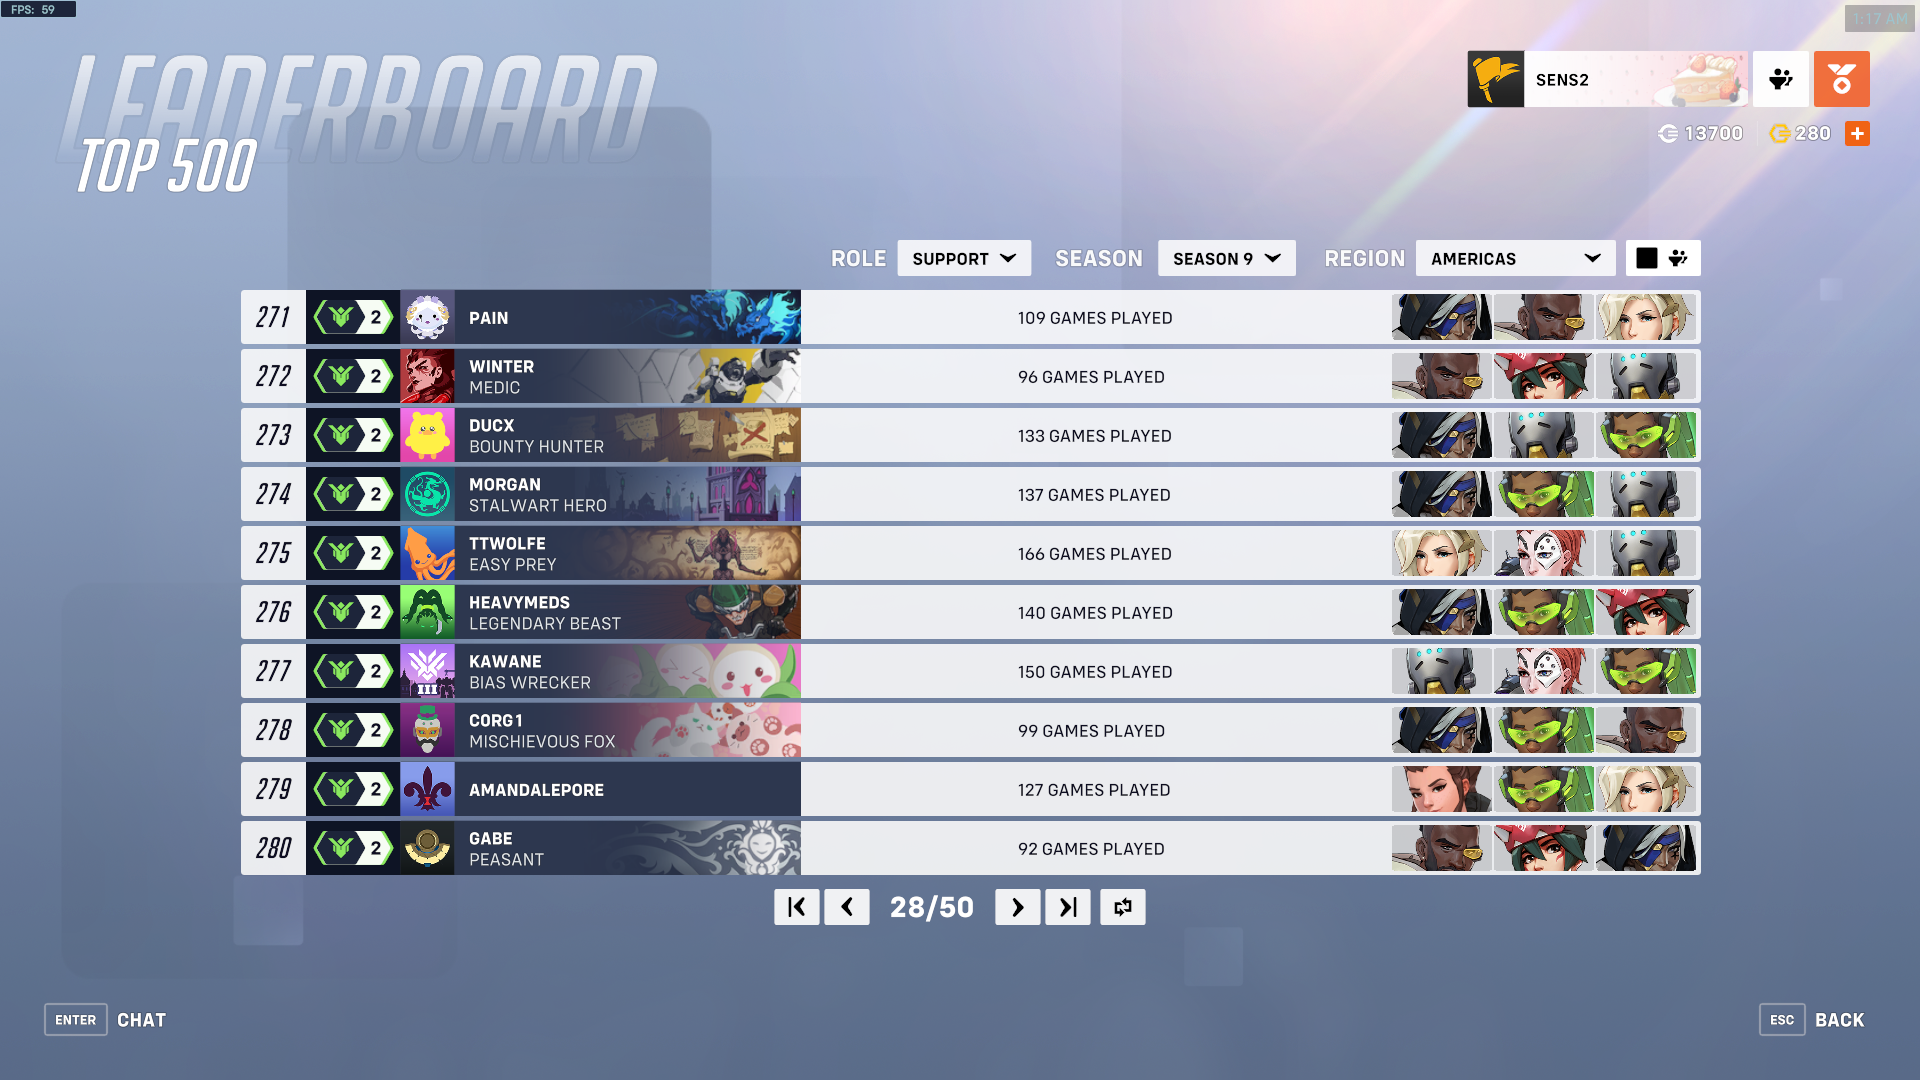 FPS: 59
1:17 AM
LEADERBOARD
TOP 500
SENS2
13700
280
ROLE SUPPORT SEASON SEASON 9 REGION AMERICAS
271 2 PAIN 109 GAMES PLAYED
272 2 WINTER 96 GAMES PLAYED
MEDIC
273 2 DUCX 133 GAMES PLAYED
BOUNTY HUNTER
274 2 MORGAN 137 GAMES PLAYED
STALWART HERO
275 2 TTWOLFE 166 GAMES PLAYED
EASY PREY
276 2 HEAVYMEDS 140 GAMES PLAYED
LEGENDARY BEAST
277 III 2 KAWANE 150 GAMES PLAYED
BIAS WRECKER
278 2 CORG1 99 GAMES PLAYED
MISCHIEVOUS FOX
279 2 AMANDALEPORE 127 GAMES PLAYED
280 2 GABE 92 GAMES PLAYED
PEASANT
28/50
ENTER CHAT
ESC BACK